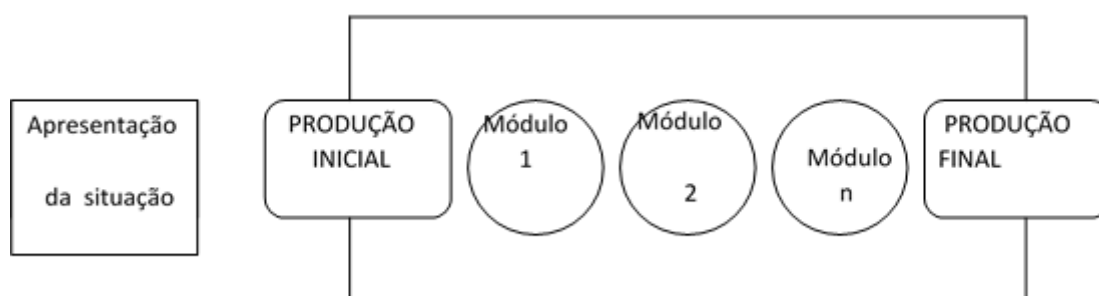 Apresentação
da situação
PRODUÇÃO
INICIAL
Módulo
1
Módulo
2
Módulo
n
PRODUÇÃO
FINAL